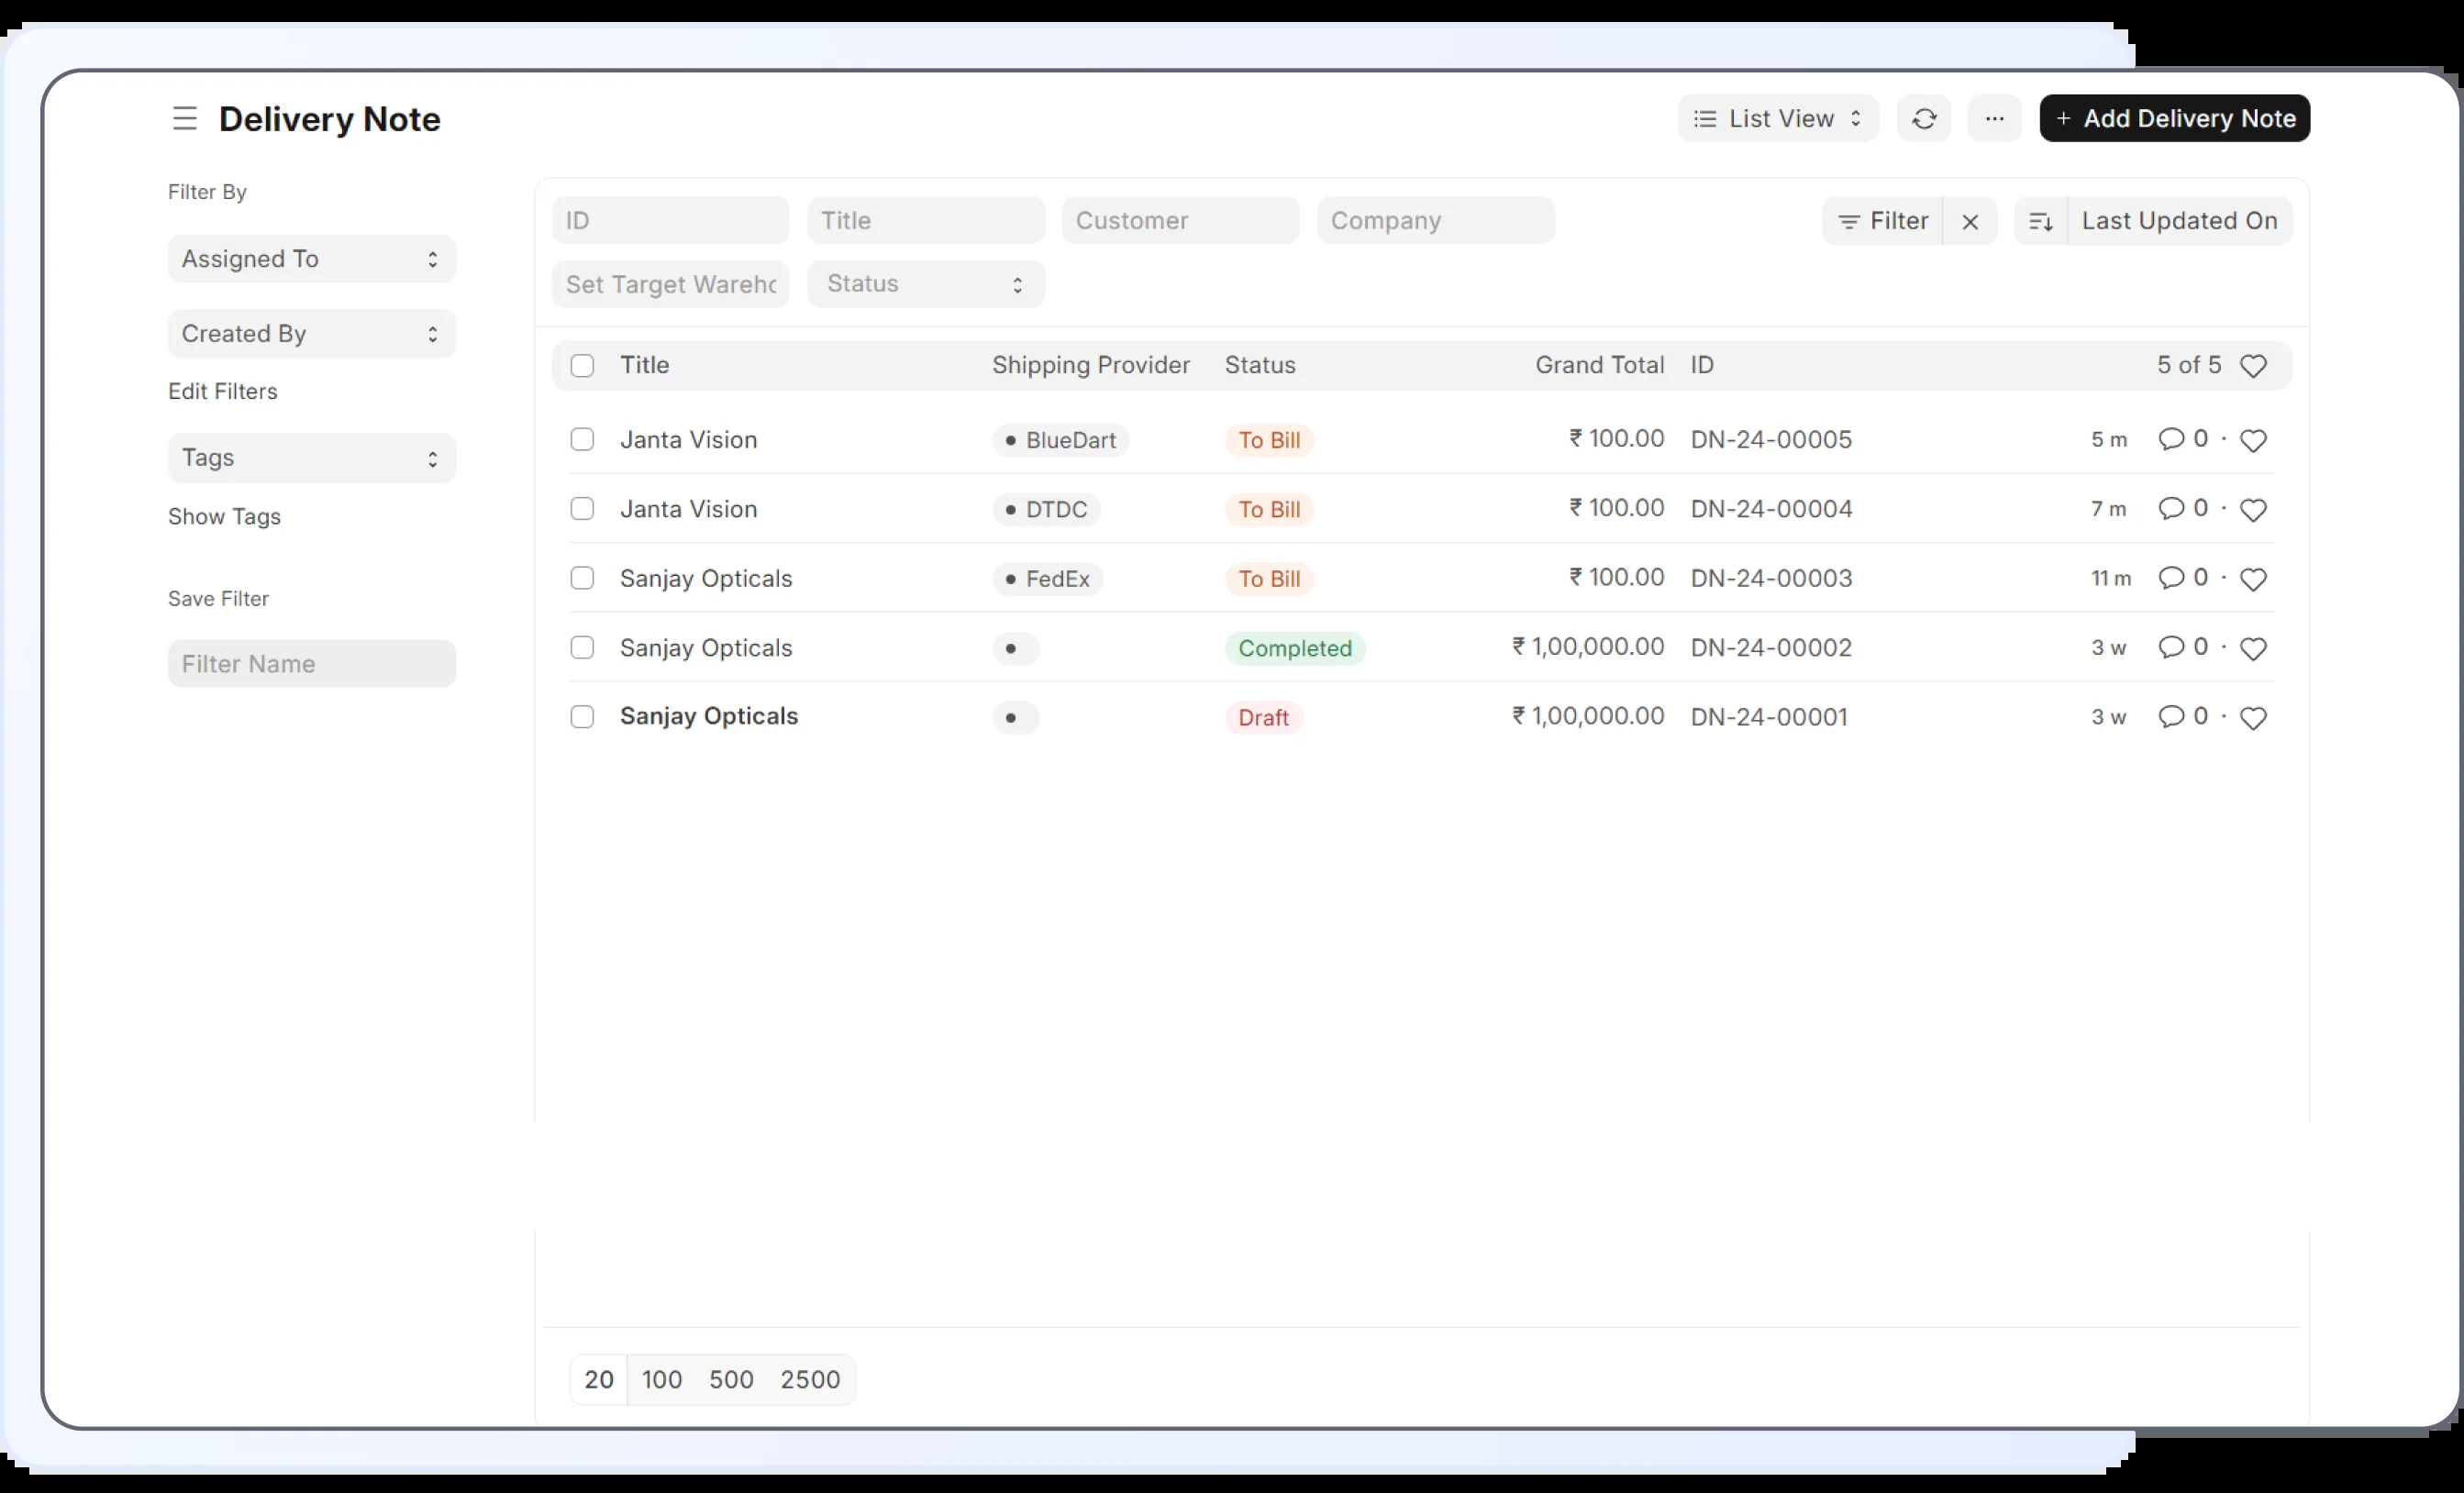 Delivery Note
List View
+ Add Delivery Note
Filter By
Assigned To
Created By
Edit Filters
Tags
Show Tags
Save Filter
Filter Name
ID Title Customer Company
Filter Last Updated On
Set Target Wareho Status
Title Shipping Provider Status Grand Total ID 5 of 5
Janta Vision BlueDart To Bill ₹ 100.00 DN-24-00005 5 m 0
Janta Vision DTDC To Bill ₹ 100.00 DN-24-00004 7 m 0
Sanjay Opticals FedEx To Bill ₹ 100.00 DN-24-00003 11 m 0
Sanjay Opticals Completed ₹ 1,00,000.00 DN-24-00002 3 w 0
Sanjay Opticals Draft ₹ 1,00,000.00 DN-24-00001 3 w 0
20 100 500 2500